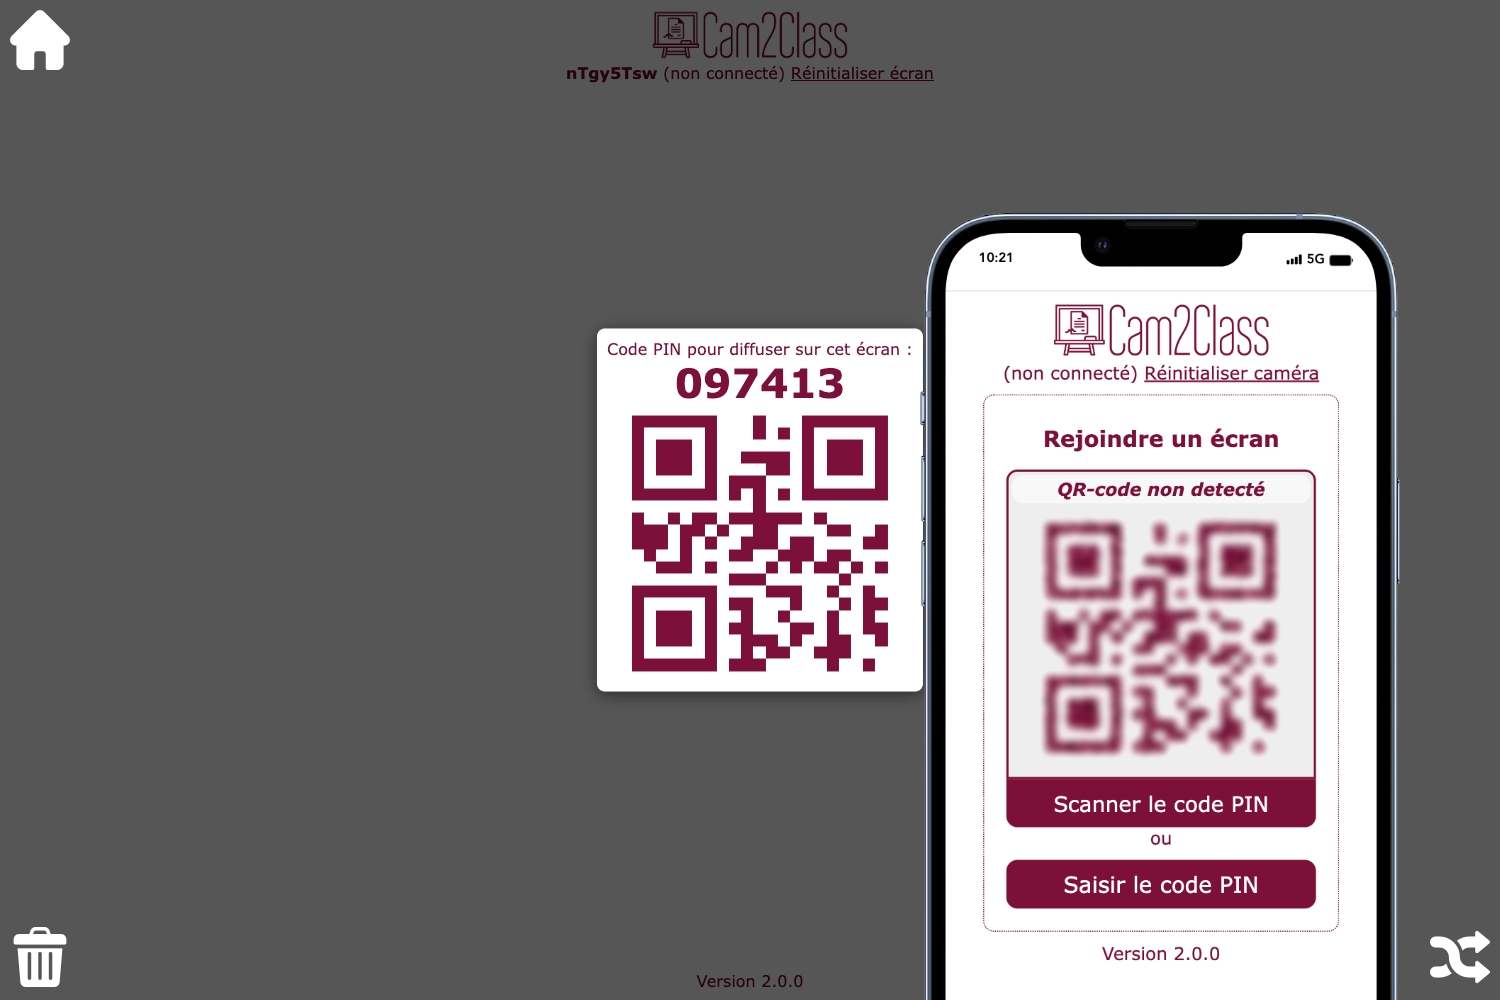 Cam2Class
nTgy5Tsw (non connecté) Réinitialiser écran
Code PIN pour diffuser sur cet écran :
097413
Version 2.0.0
10:21
5G
Cam2Class
(non connecté) Réinitialiser caméra
Rejoindre un écran
QR-code non detecté
Scanner le code PIN
ou
Saisir le code PIN
Version 2.0.0